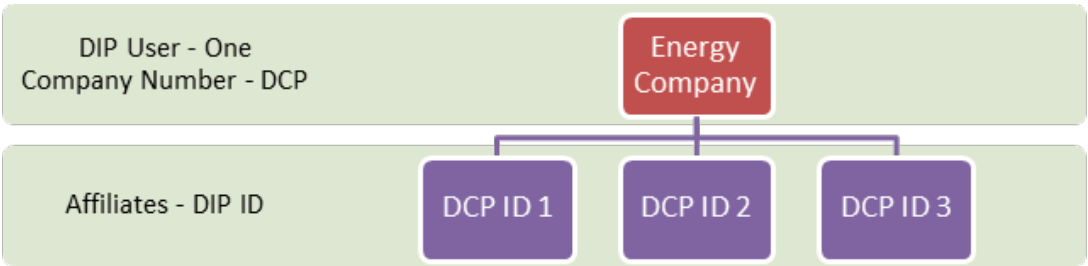 DIP User - One
Company Number - DCP
Energy
Company
Affiliates - DIP ID
DCP ID 1
DCP ID 2
DCP ID 3